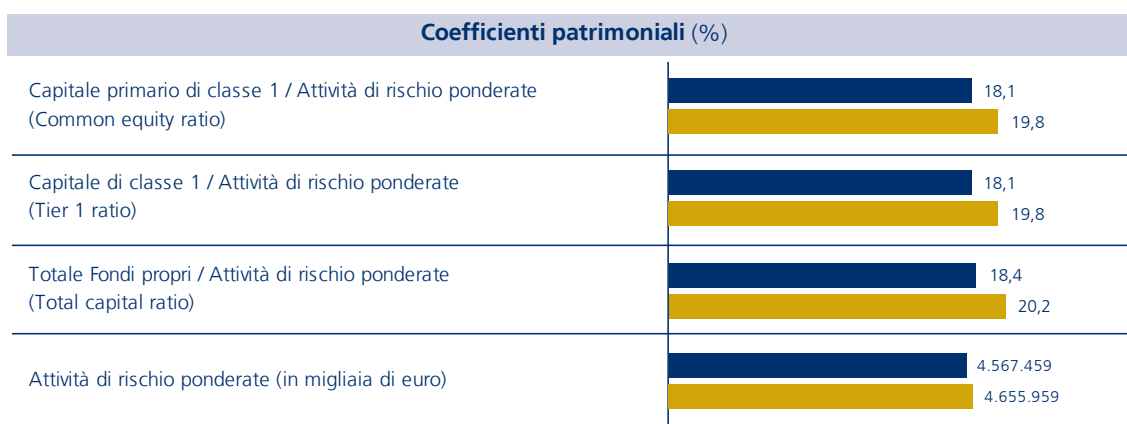 Coefficienti patrimoniali (%)
Capitale primario di classe 1 / Attività di rischio ponderate
(Common equity ratio)
18,1
19,8
Capitale di classe 1 / Attività di rischio ponderate
(Tier 1 ratio)
18,1
19,8
Totale Fondi propri / Attività di rischio ponderate
(Total capital ratio)
18,4
20,2
Attività di rischio ponderate (in migliaia di euro)
4.567.459
4.655.959